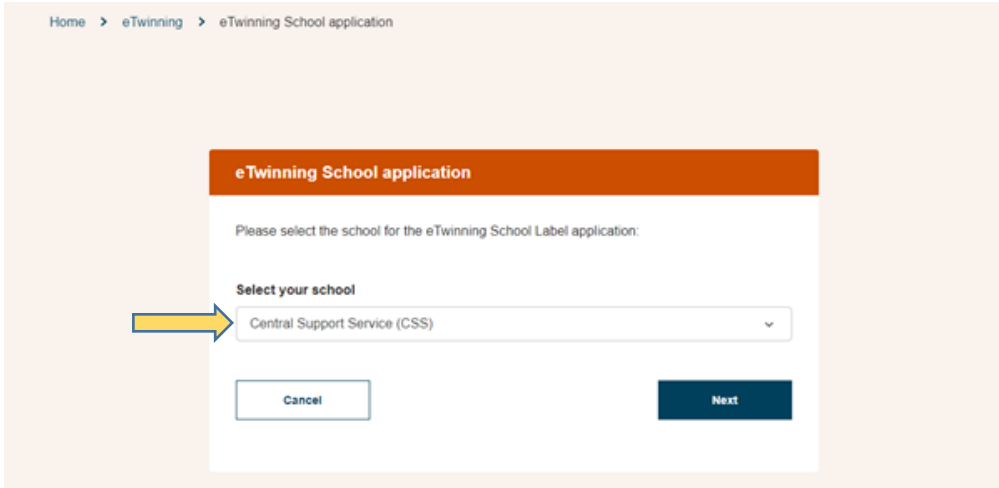 Home > eTwinning > eTwinning School application
eTwinning School application
Please select the school for the eTwinning School Label application:
Select your school
Central Support Service (CSS)
Cancel Next